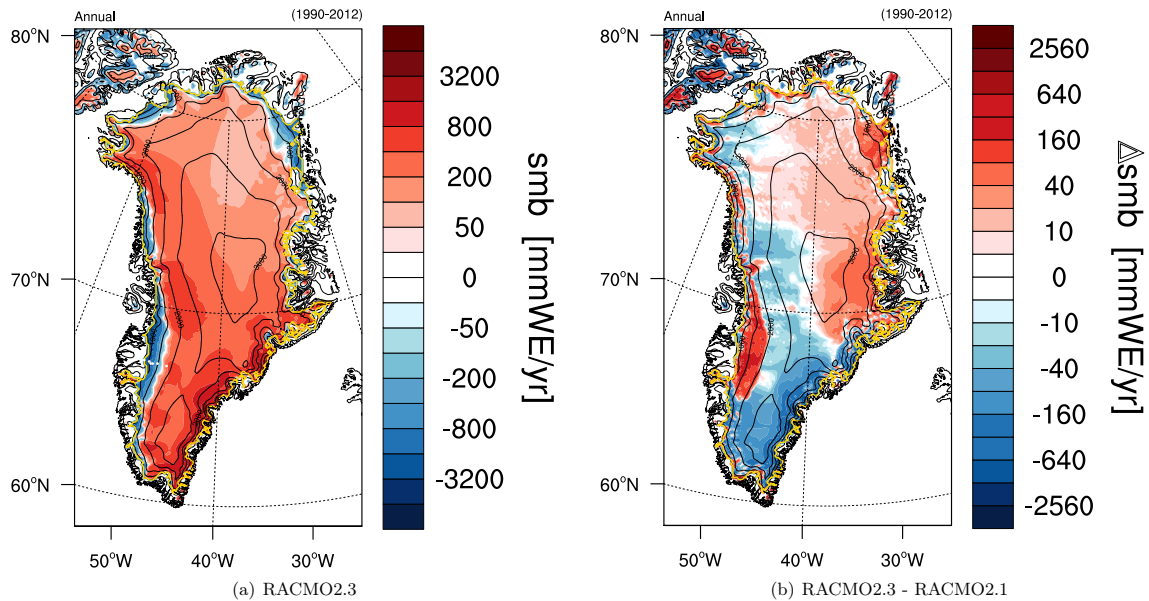 Annual (1990-2012)
80°N
70°N
60°N
50°W 40°W 30°W
3200
800
200
50
0
-50
-200
-800
-3200
smb [mmWE/yr]
(a) RACMO2.3
Annual (1990-2012)
80°N
70°N
60°N
50°W 40°W 30°W
2560
640
160
40
10
0
-10
-40
-160
-640
-2560
△smb [mmWE/yr]
(b) RACMO2.3 - RACMO2.1